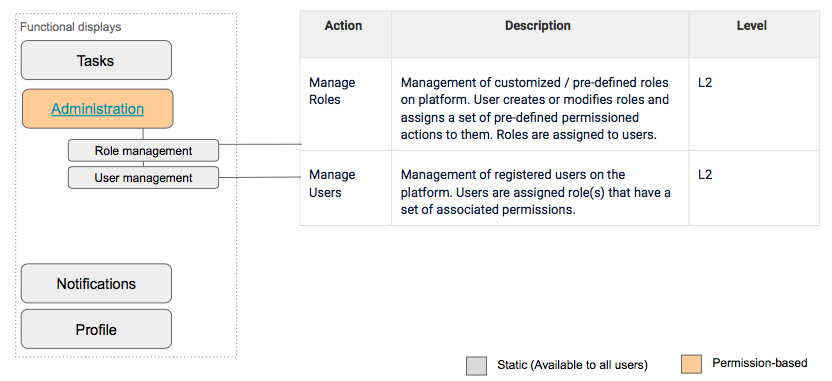 Functional displays
Tasks
Administration
Role management
User management
Notifications
Profile
Action
Description
Level
Manage
Roles
Management of customized / pre-defined roles
on platform. User creates or modifies roles and
assigns a set of pre-defined permissioned
actions to them. Roles are assigned to users.
L2
Manage
Users
Management of registered users on the
platform. Users are assigned role(s) that have a
set of associated permissions.
L2
Static (Available to all users)
Permission-based